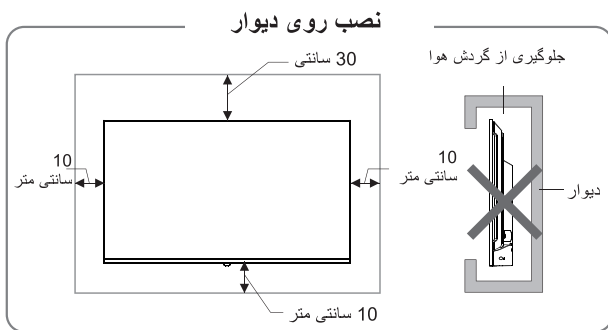 نصب روی دیوار
30 سانتی
جلوگیری از گردش هوا
10
سانتی متر
10
سانتی متر
دیوار
10 سانتی متر